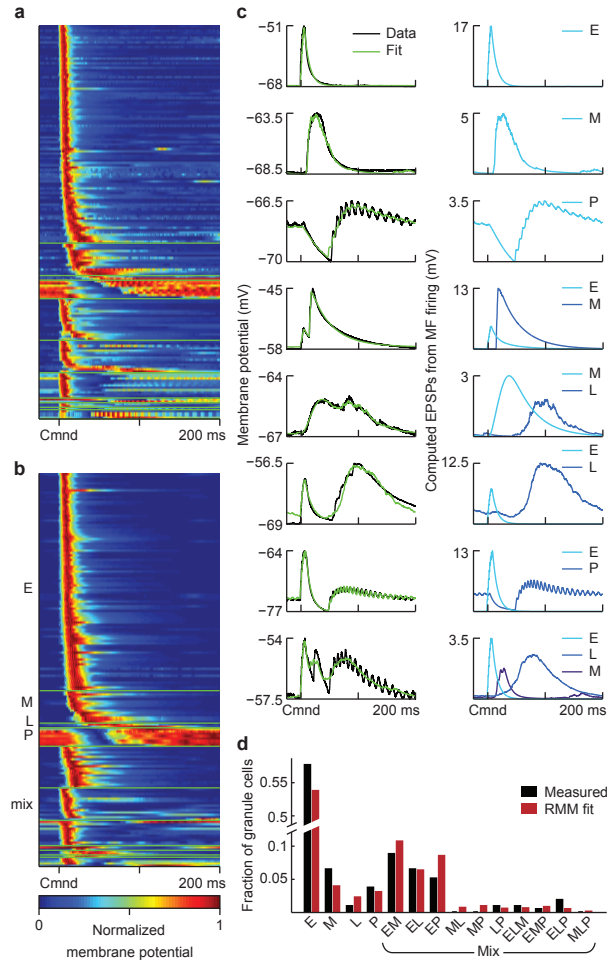 a
Cmnd 200 ms
b
E
M
L
P
mix
Cmnd 200 ms
0 1
Normalized
membrane potential
c
Membrane potential (mV)
Computed EPSPs from MF firing (mV)
−51
−68
Data
Fit
17
E
−63.5
−68.5
5
M
−66.5
−70
3.5
P
−45
−58
13
E
M
−64
−67
3
M
L
−56.5
−69
12.5
E
L
−64
−77
13
E
P
−54
−57.5
3.5
E
L
M
Cmnd 200 ms
Cmnd 200 ms
d
Fraction of granule cells
0.55
0.5
0.1
0.05
Measured
RMM fit
E M L P EM EL EP ML MP LP ELM EMP ELP MLP
Mix